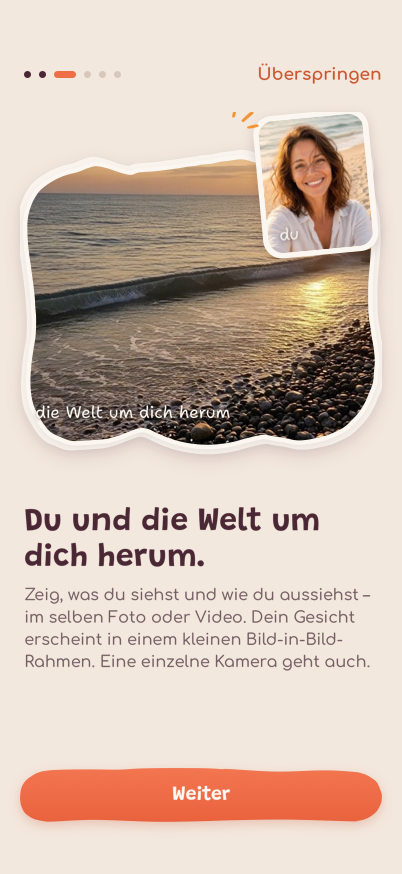 Überspringen
du
die Welt um dich herum
Du und die Welt um
dich herum.
Zeig, was du siehst und wie du aussiehst –
im selben Foto oder Video. Dein Gesicht
erscheint in einem kleinen Bild-in-Bild-
Rahmen. Eine einzelne Kamera geht auch.
Weiter